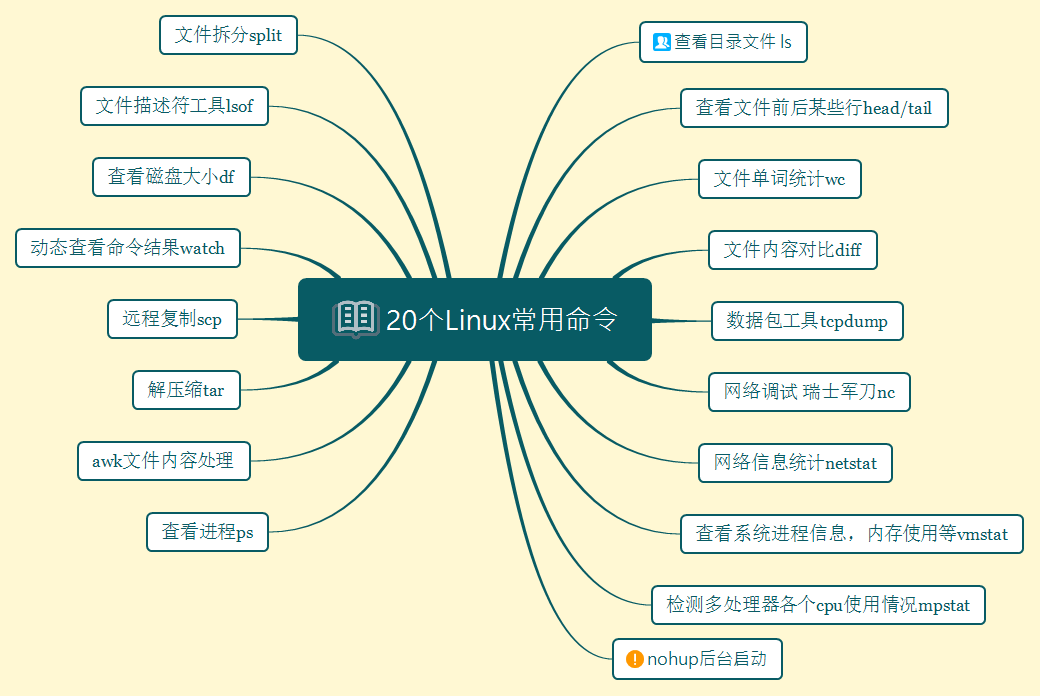 20个Linux常用命令
查看目录文件 ls
查看文件前后某些行head/tail
文件单词统计wc
文件内容对比diff
数据包工具tcpdump
网络调试 瑞士军刀nc
网络信息统计netstat
查看系统进程信息，内存使用等vmstat
检测多处理器各个cpu使用情况mpstat
nohup后台启动
文件拆分split
文件描述符工具lsof
查看磁盘大小df
动态查看命令结果watch
远程复制scp
解压缩tar
awk文件内容处理
查看进程ps